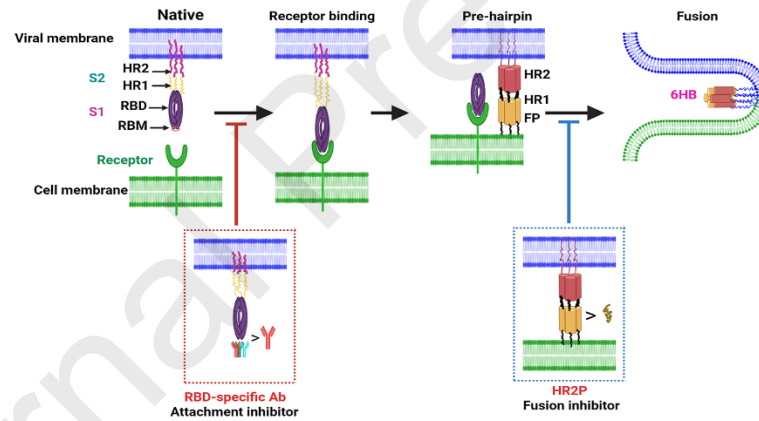 Native
Receptor binding
Pre-hairpin
Fusion
Viral membrane
HR2
S2
HR1
S1
RBD
RBM
Receptor
Cell membrane
HR2
HR1
FP
6HB
>
>
RBD-specific Ab
Attachment inhibitor
HR2P
Fusion inhibitor